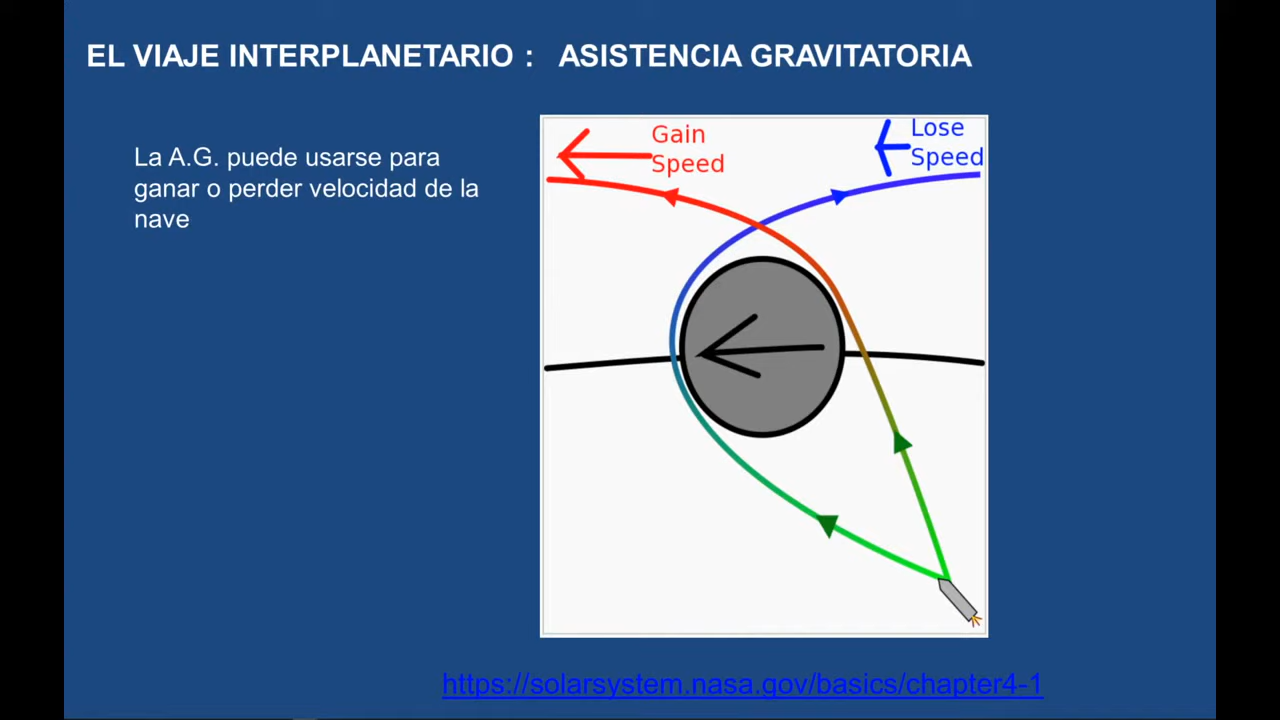 EL VIAJE INTERPLANETARIO : ASISTENCIA GRAVITATORIA
La A.G. puede usarse para
ganar o perder velocidad de la
nave
Gain
Speed
Lose
Speed
https://solarsystem.nasa.gov/basics/chapter4-1